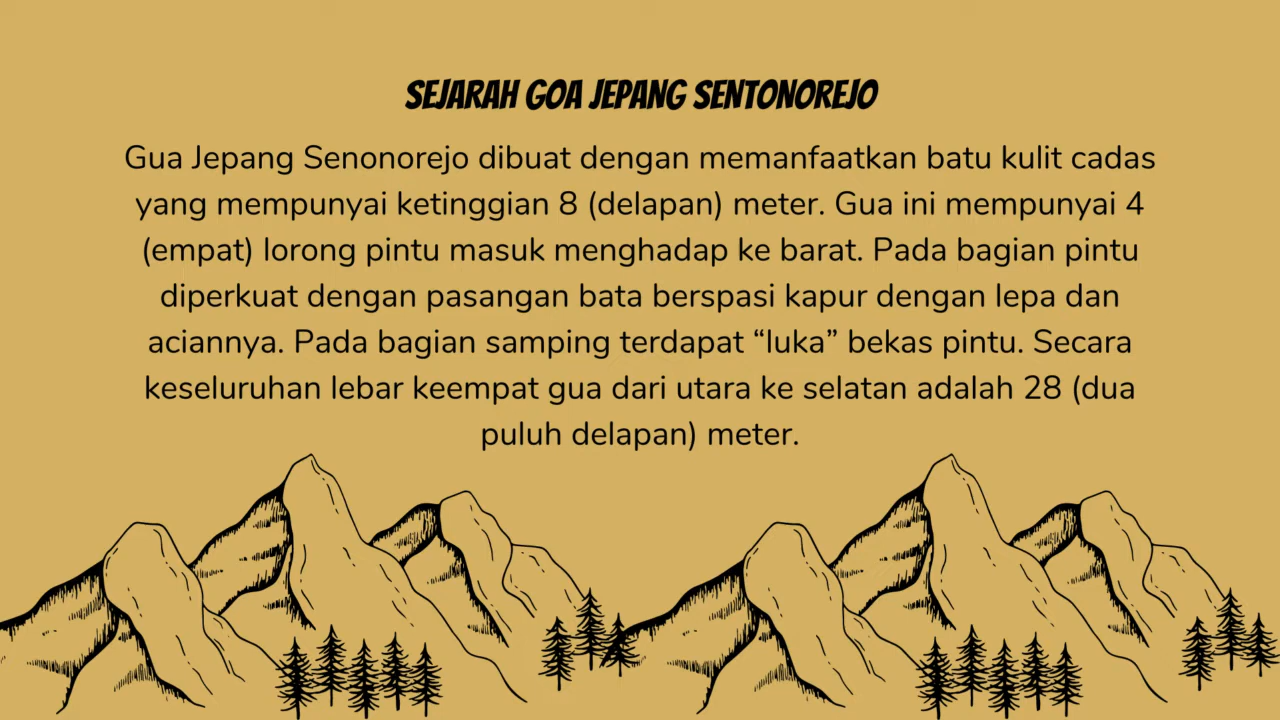 SEJARAH GOA JEPANG SENTONOREJO
Gua Jepang Senonorejo dibuat dengan memanfaatkan batu kulit cadas
yang mempunyai ketinggian 8 (delapan) meter. Gua ini mempunyai 4
(empat) lorong pintu masuk menghadap ke barat. Pada bagian pintu
diperkuat dengan pasangan bata berspasi kapur dengan lepa dan
aciannya. Pada bagian samping terdapat “luka” bekas pintu. Secara
keseluruhan lebar keempat gua dari utara ke selatan adalah 28 (dua
puluh delapan) meter.